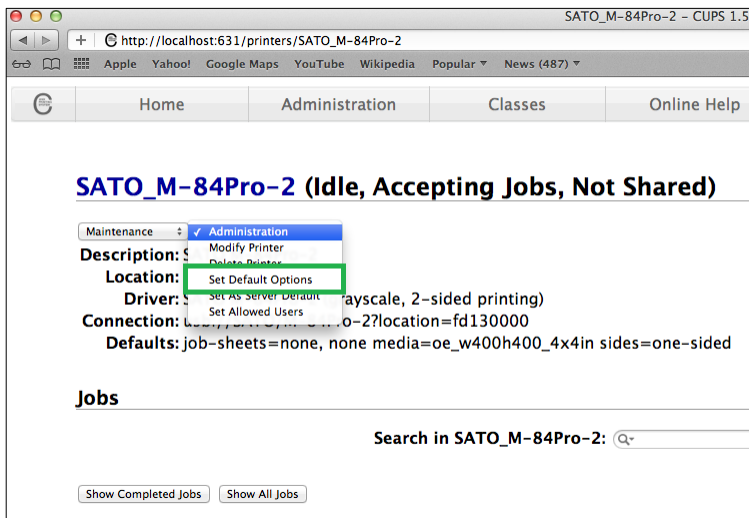 SATO_M-84Pro-2 - CUPS 1.5
http://localhost:631/printers/SATO_M-84Pro-2
Apple Yahoo! Google Maps YouTube Wikipedia Popular News (487)
Home Administration Classes Online Help
SATO_M-84Pro-2 (Idle, Accepting Jobs, Not Shared)
Maintenance Administration
Modify Printer
Delete Printer
Set Default Options
Set As Server Default
Set Allowed Users
Description:
Location:
Driver: rayscale, 2-sided printing)
Connection: o-2?location=fd130000
Defaults: job-sheets=none, none media=oe_w400h400_4x4in sides=one-sided
Jobs
Search in SATO_M-84Pro-2:
Show Completed Jobs Show All Jobs